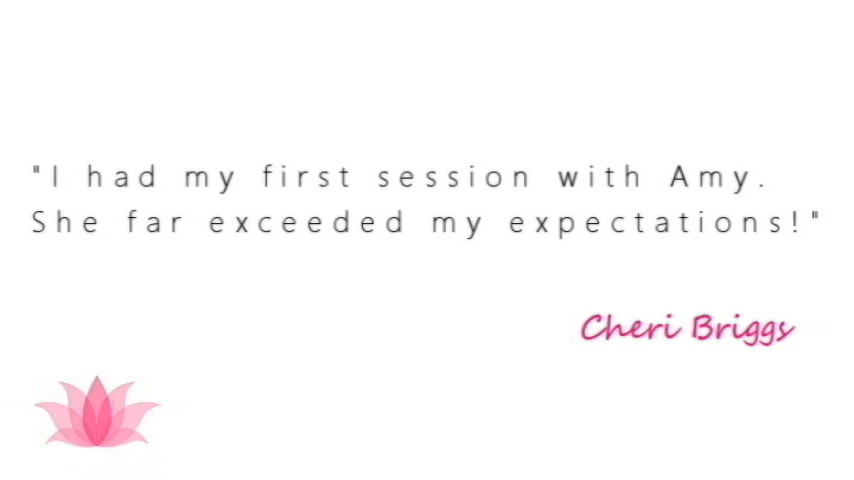 "I had my first session with Amy.
She far exceeded my expectations!"
Cheri Briggs